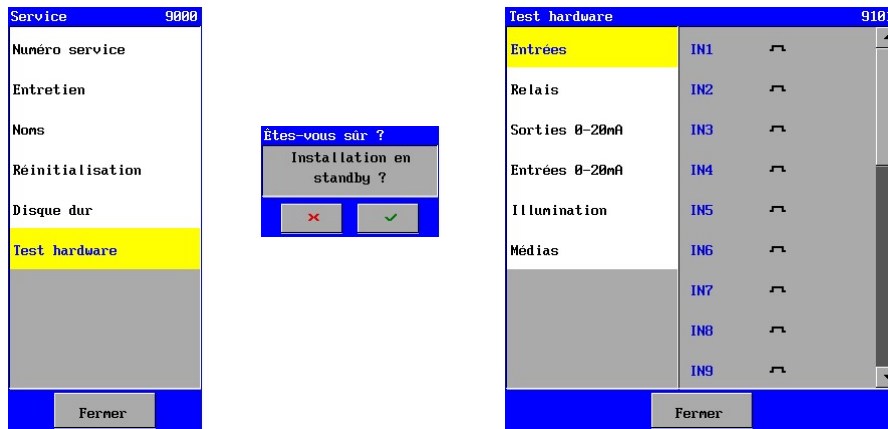 Service 9000
Numéro service
Entretien
Noms
Réinitialisation
Disque dur
Test hardware
Fermer
Êtes-vous sûr ?
Installation en
standby ?
Test hardware 9101
Entrées
Relais
Sorties 0-20mA
Entrées 0-20mA
Illumination
Médias
IN1
IN2
IN3
IN4
IN5
IN6
IN7
IN8
IN9
Fermer